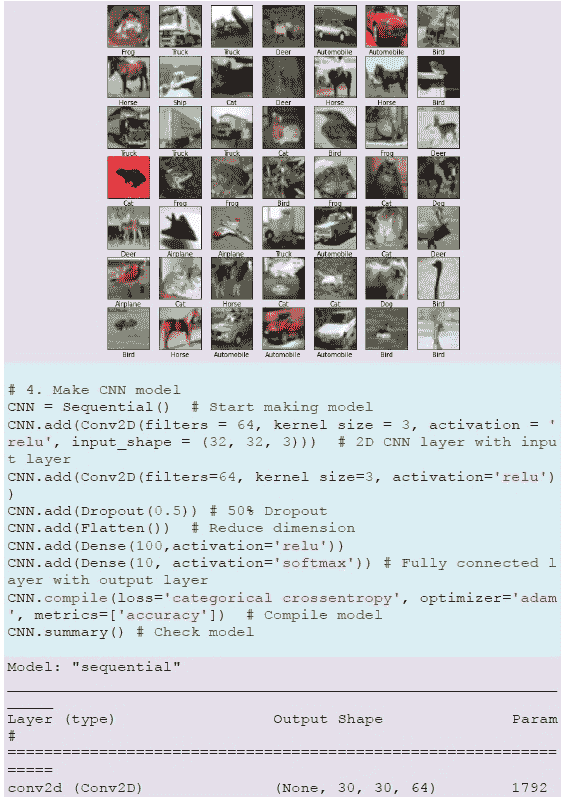 Frog Truck Truck Deer Automobile Automobile Bird
Horse Ship Cat Deer Horse Horse Bird
Truck Truck Truck Cat Bird Frog Deer
Cat Frog Frog Bird Frog Cat Dog
Deer Airplane Airplane Truck Automobile Cat Deer
Airplane Cat Horse Cat Cat Dog Bird
Bird Horse Automobile Automobile Automobile Bird Bird
# 4. Make CNN model
CNN = Sequential()  # Start making model
CNN.add(Conv2D(filters = 64, kernel size = 3, activation = '
relu', input_shape = (32, 32, 3)))  # 2D CNN layer with inpu
t layer
CNN.add(Conv2D(filters=64, kernel size=3, activation='relu')
)
CNN.add(Dropout(0.5)) # 50% Dropout
CNN.add(Flatten())  # Reduce dimension
CNN.add(Dense(100,activation='relu'))
CNN.add(Dense(10, activation='softmax')) # Fully connected l
ayer with output layer
CNN.compile(loss='categorical crossentropy', optimizer='adam
', metrics=['accuracy'])  # Compile model
CNN.summary() # Check model
Model: "sequential"
Layer (type) Output Shape Param
#
conv2d (Conv2D) (None, 30, 30, 64) 1792